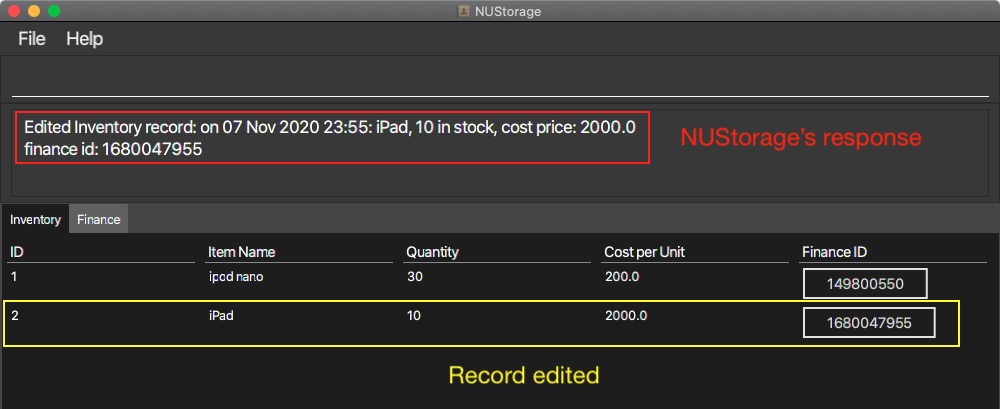 NUStorage
File Help
Edited Inventory record: on 07 Nov 2020 23:55: iPad, 10 in stock, cost price: 2000.0
finance id: 1680047955
NUStorage's response
Inventory Finance
ID Item Name Quantity Cost per Unit Finance ID
1 ipod nano 30 200.0 149800550
2 iPad 10 2000.0 1680047955
Record edited